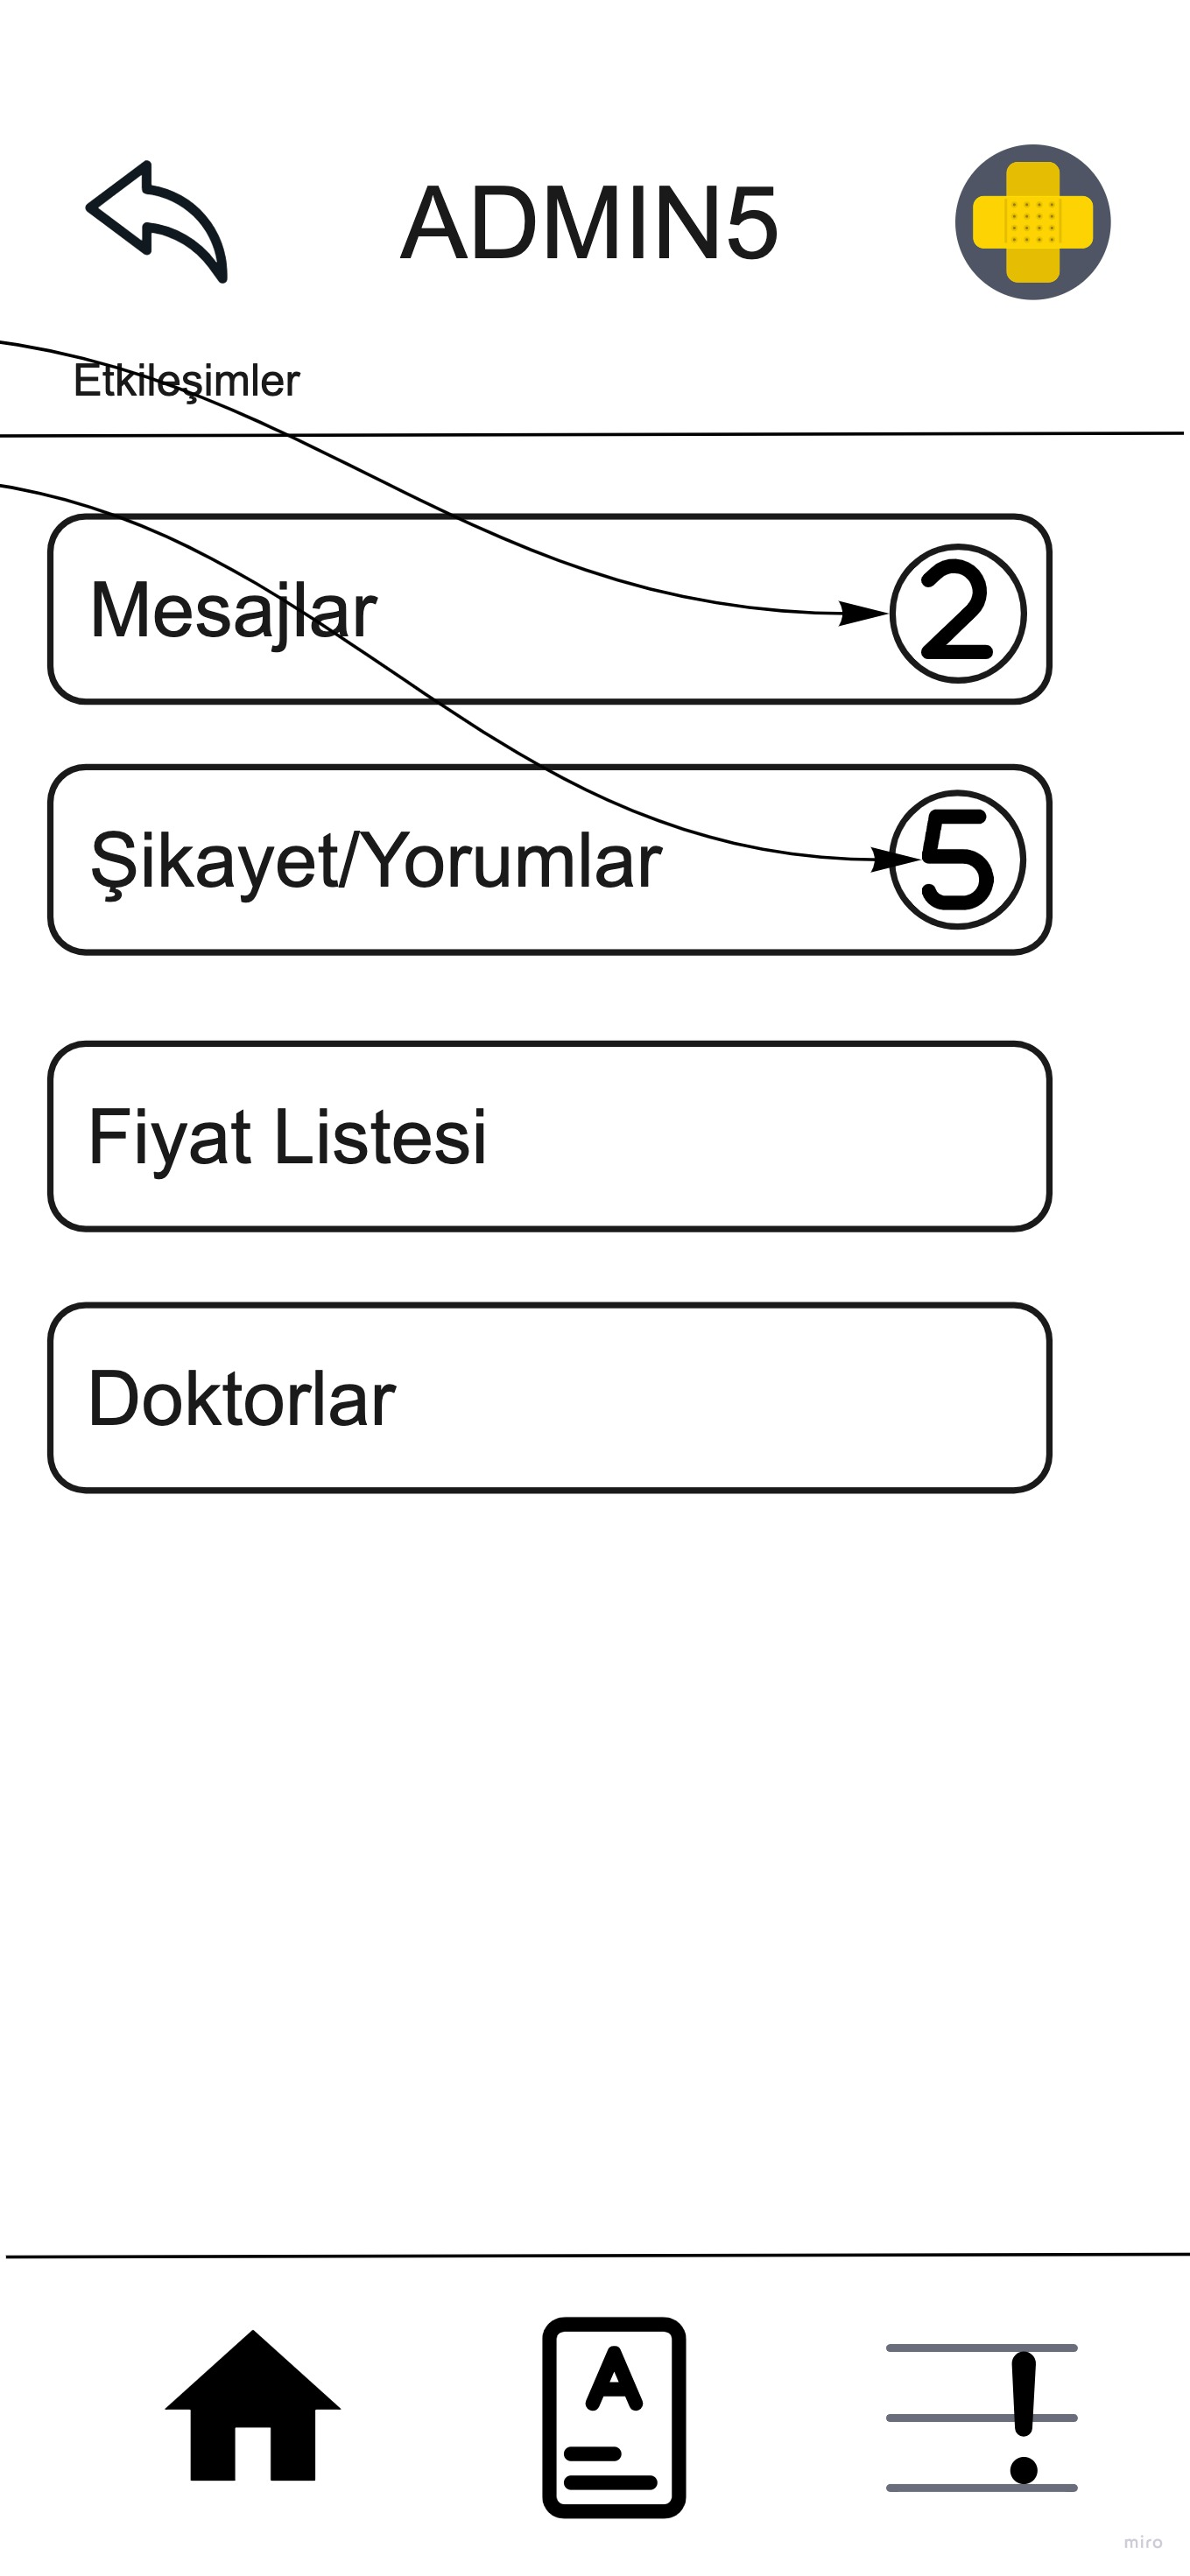 ADMIN5
Etkileşimler
Mesajlar
2
Şikayet/Yorumlar
5
Fiyat Listesi
Doktorlar
A
!
miro